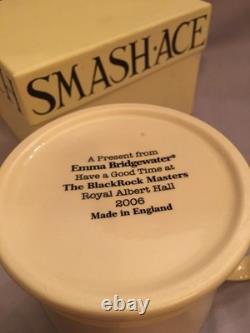 SMASH·ACE
A Present from
Emma Bridgewater®
Have a Good Time at
The BlackRock Masters
Royal Albert Hall
2006
Made in England